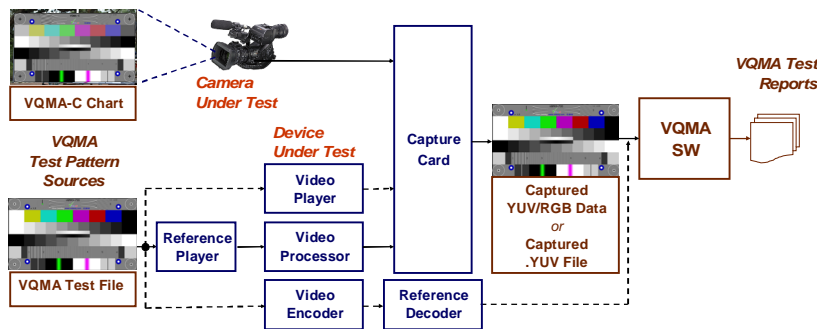 VQMA-C Chart
Camera
Under Test
VQMA
Test Pattern
Sources
VQMA Test File
Device
Under Test
Video
Player
Reference
Player
Video
Processor
Video
Encoder
Reference
Decoder
Capture
Card
Captured
YUV/RGB Data
or
Captured
.YUV File
VQMA
SW
VQMA Test
Reports